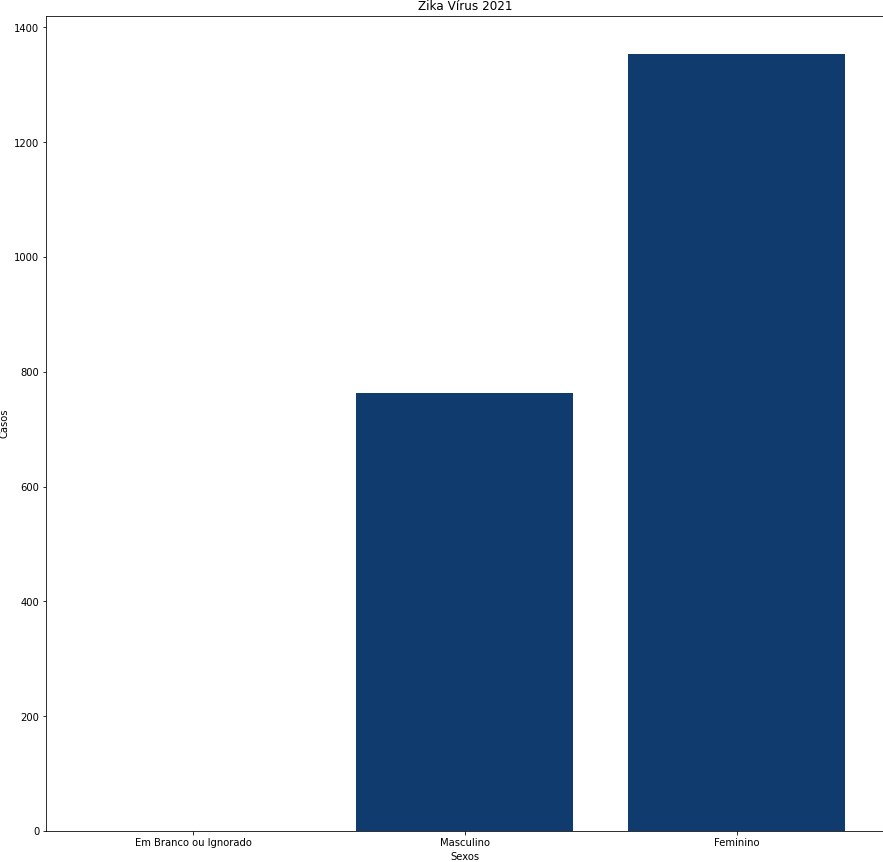 Zika Vírus 2021
1400
1200
1000
800
600
400
200
0
Casos
Em Branco ou Ignorado
Masculino
Feminino
Sexos